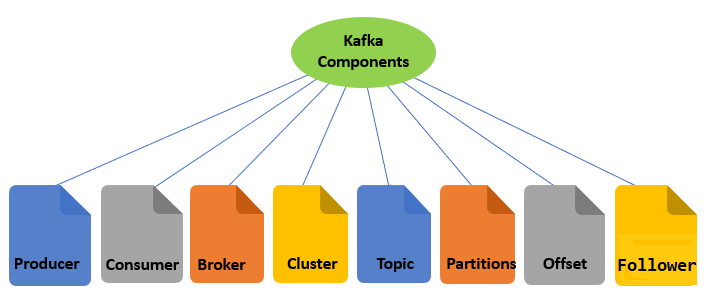 Kafka
Components
Producer
Consumer
Broker
Cluster
Topic
Partitions
Offset
Follower